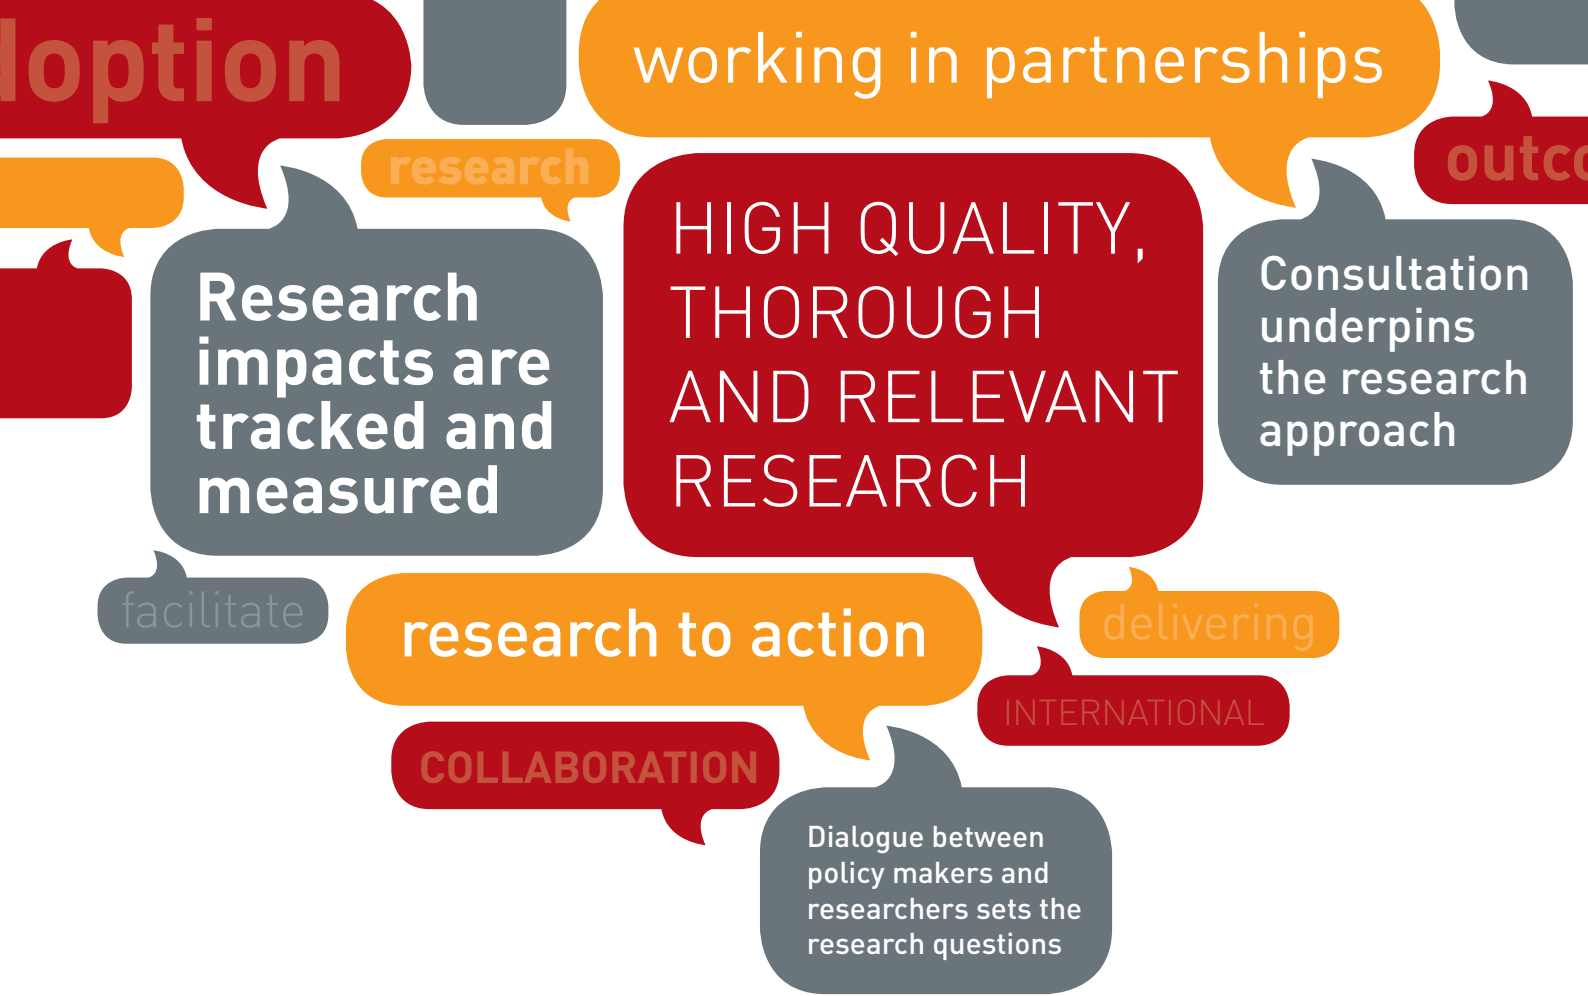 doption
working in partnerships
research
outco
Research
impacts are
tracked and
measured
HIGH QUALITY,
THOROUGH
AND RELEVANT
RESEARCH
Consultation
underpins
the research
approach
facilitate
research to action
delivering
INTERNATIONAL
COLLABORATION
Dialogue between
policy makers and
researchers sets the
research questions